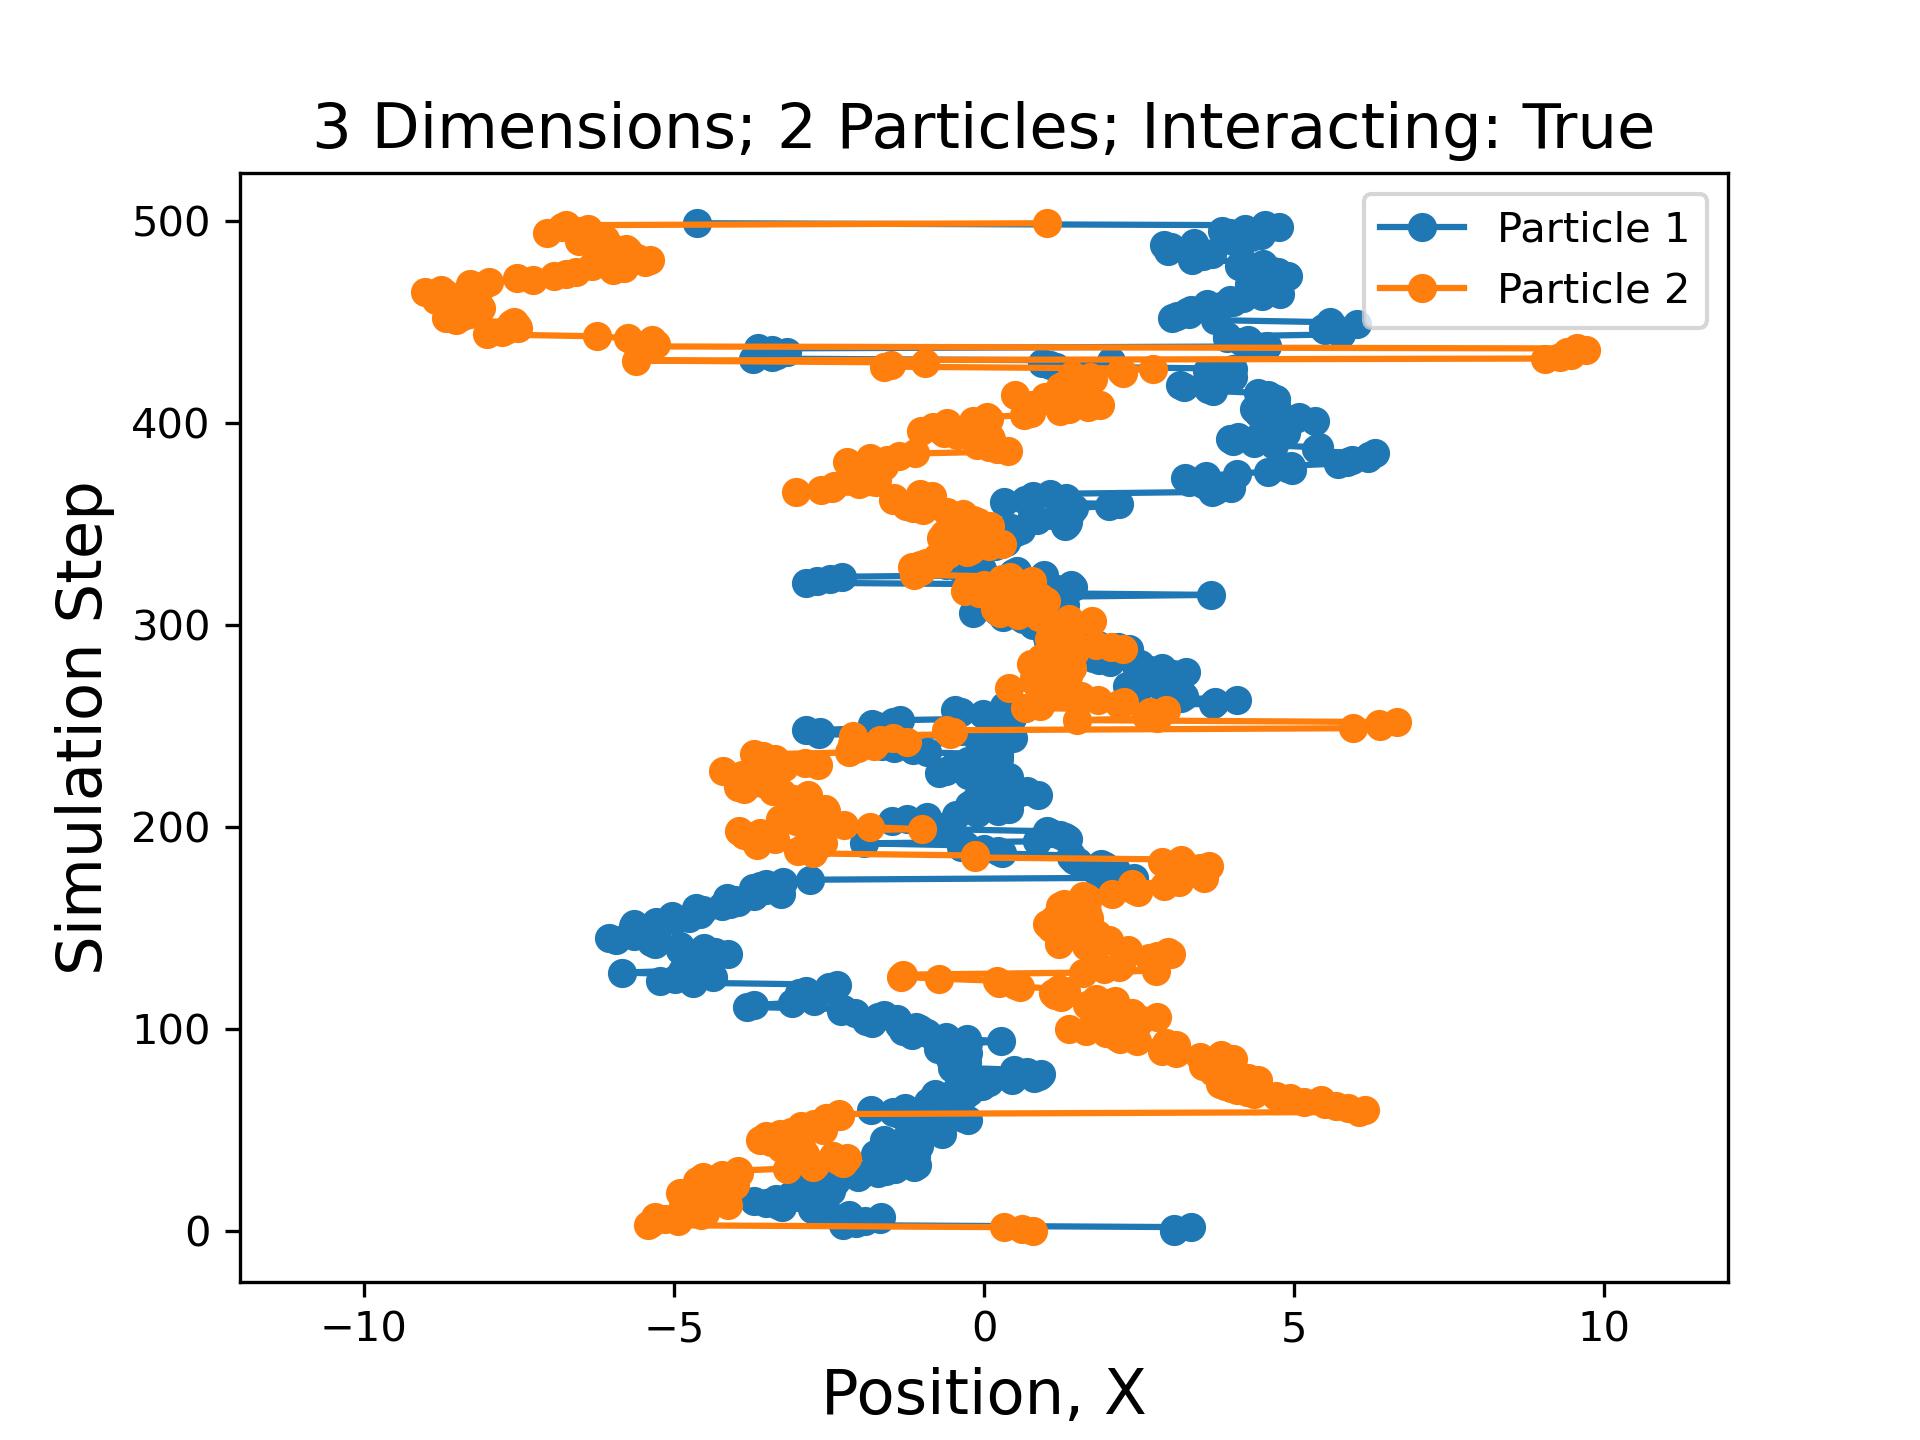 3 Dimensions; 2 Particles; Interacting: True
Particle 1
Particle 2
500
400
300
200
100
0
Simulation Step
−10
−5
0
5
10
Position, X